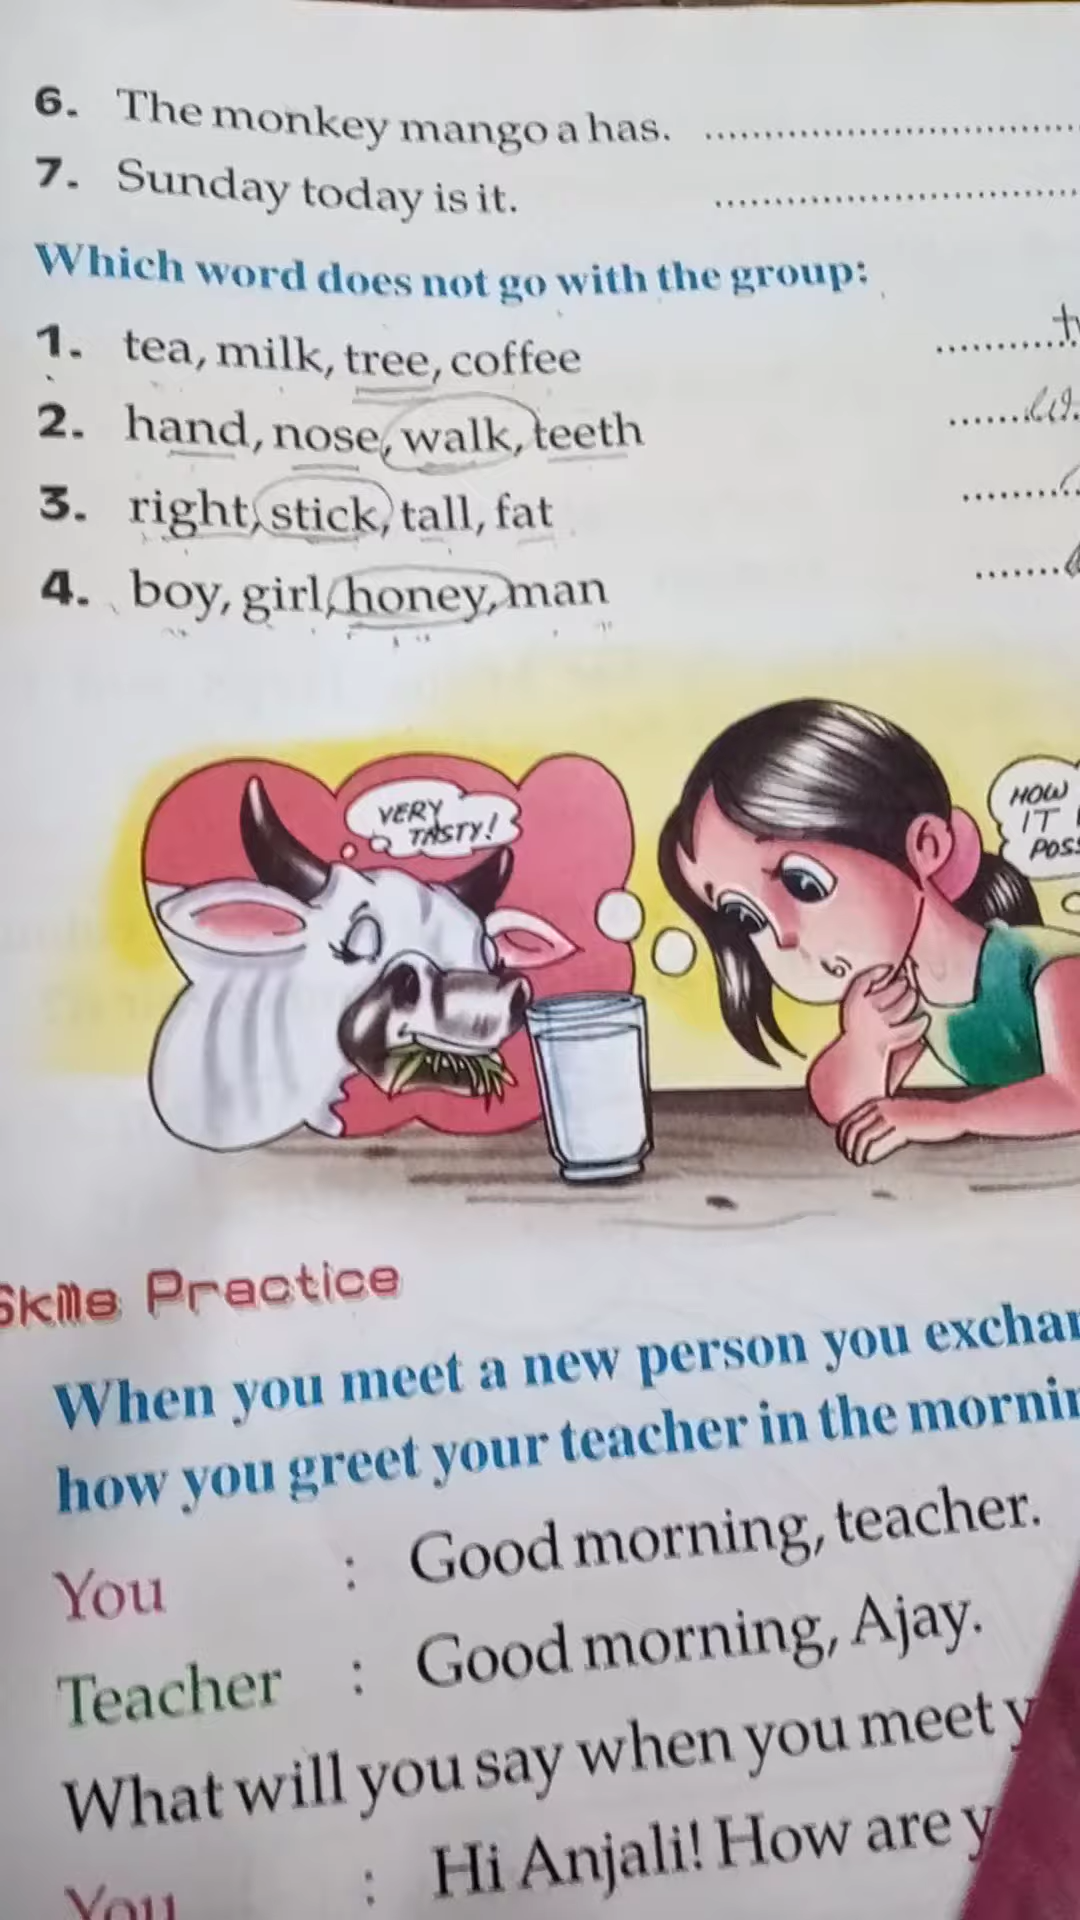 6. The monkey mango a has. ................................
7. Sunday today is it. ................................
Which word does not go with the group:
1. tea, milk, tree, coffee ............
2. hand, nose, walk, teeth .......
3. right, stick, tall, fat .........
4. boy, girl, honey, man ........
VERY
TASTY!
HOW
IT
POSS
Skills Practice
When you meet a new person you exchan
how you greet your teacher in the mornin
You : Good morning, teacher.
Teacher : Good morning, Ajay.
What will you say when you meet y
You : Hi Anjali! How are y